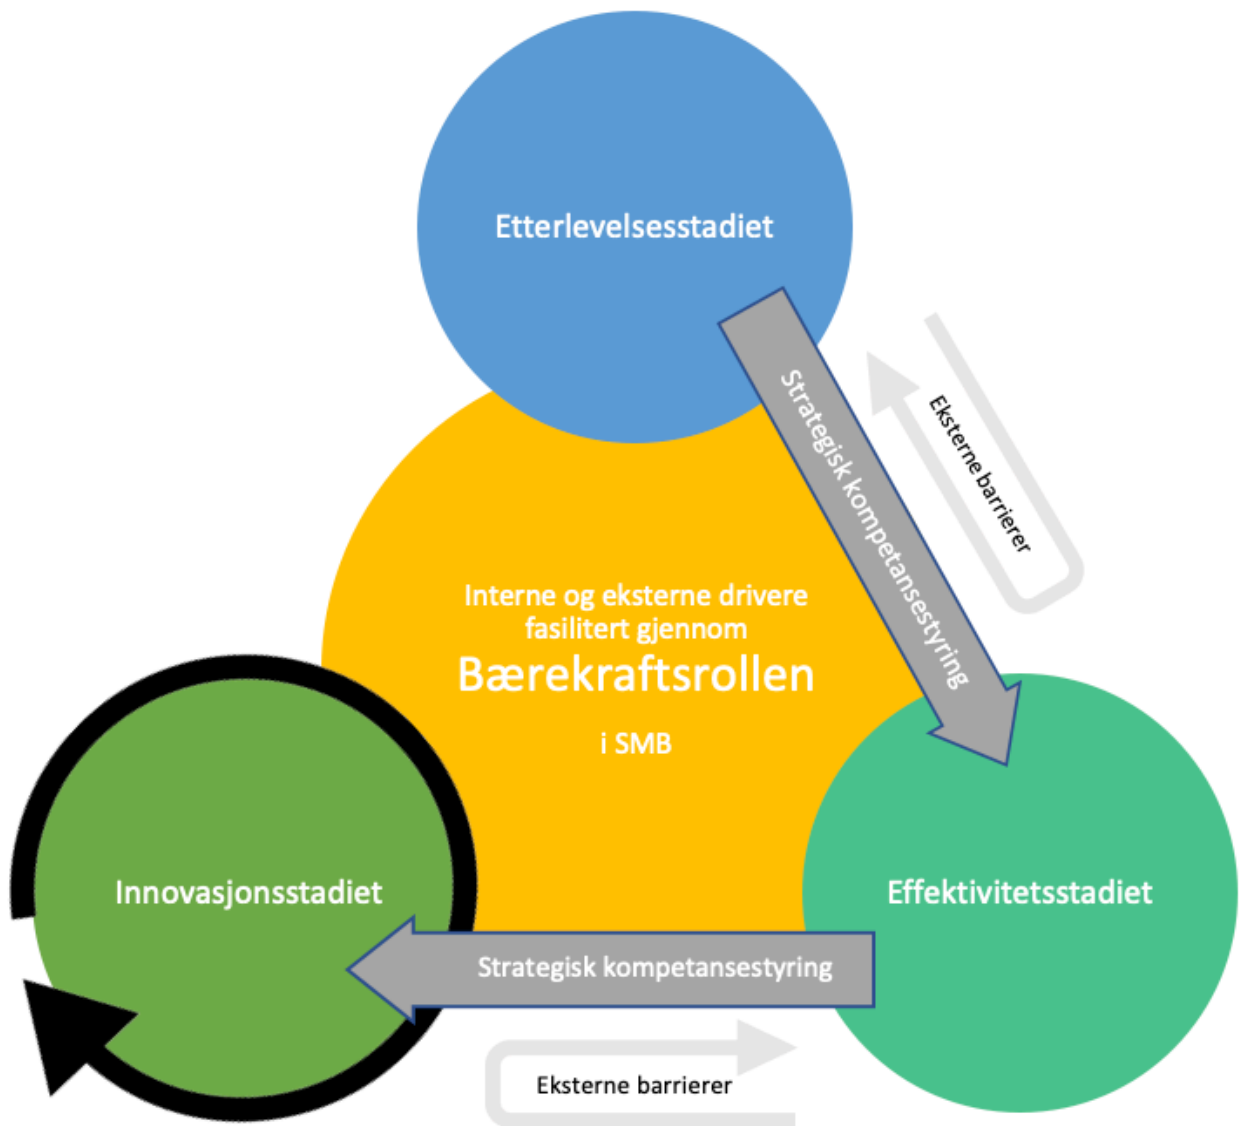 Etterlevelsesstadiet
Strategisk kompetansestyring
Eksterne barrierer
Interne og eksterne drivere
fasilitert gjennom
Bærekraftsrollen
i SMB
Innovasjonsstadiet
Effektivitetsstadiet
Strategisk kompetansestyring
Eksterne barrierer